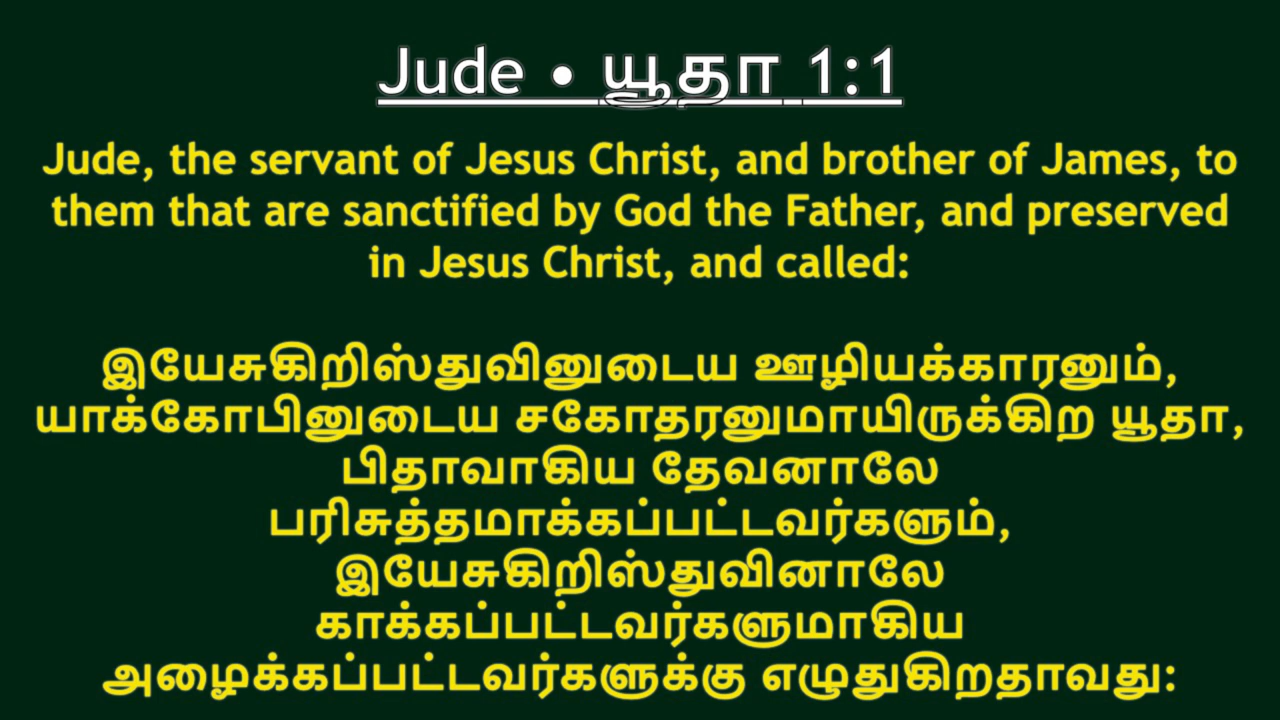 Jude • யூதா 1:1
Jude, the servant of Jesus Christ, and brother of James, to
them that are sanctified by God the Father, and preserved
in Jesus Christ, and called:
இயேசுகிறிஸ்துவினுடைய ஊழியக்காரனும்,
யாக்கோபினுடைய சகோதரனுமாயிருக்கிற யூதா,
பிதாவாகிய தேவனாலே
பரிசுத்தமாக்கப்பட்டவர்களும்,
இயேசுகிறிஸ்துவினாலே
காக்கப்பட்டவர்களுமாகிய
அழைக்கப்பட்டவர்களுக்கு எழுதுகிறதாவது: